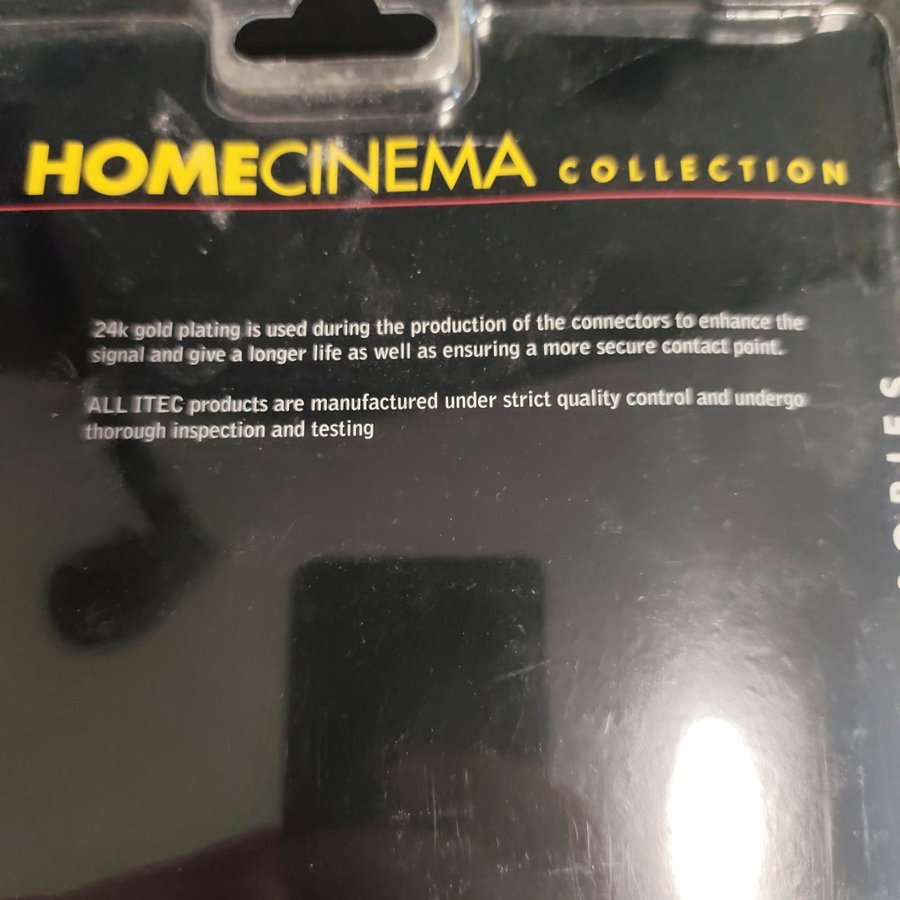 HOMECINEMA COLLECTION
24k gold plating is used during the production of the connectors to enhance the
signal and give a longer life as well as ensuring a more secure contact point.
ALL ITEC products are manufactured under strict quality control and undergo
thorough inspection and testing